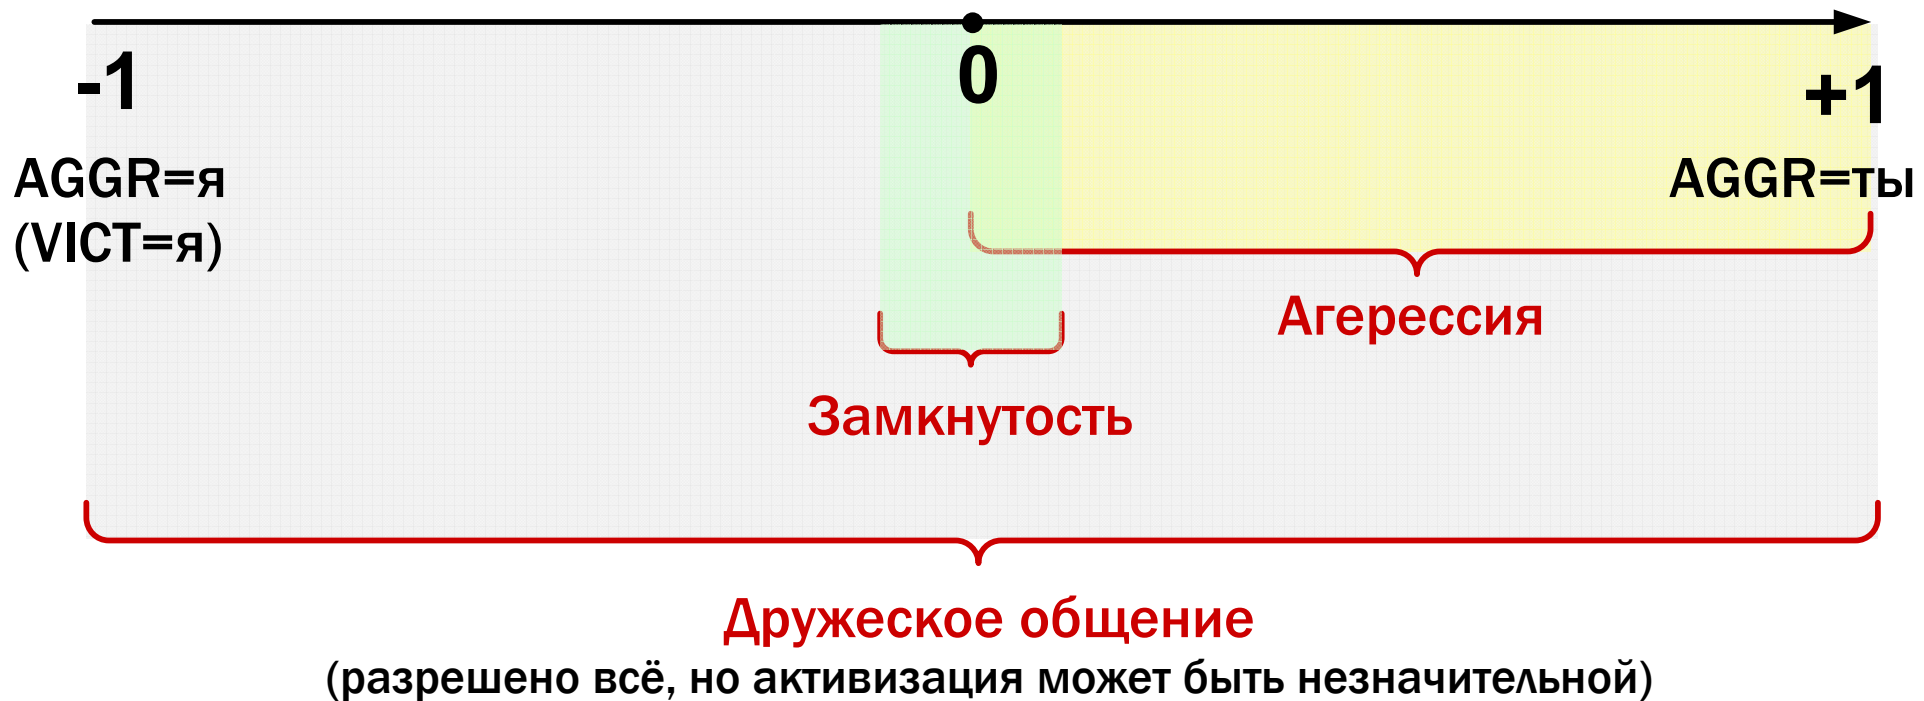 -1
0
+1
AGGR=я
(VICT=я)
AGGR=ты
Агерессия
Замкнутость
Дружеское общение
(разрешено всё, но активизация может быть незначительной)